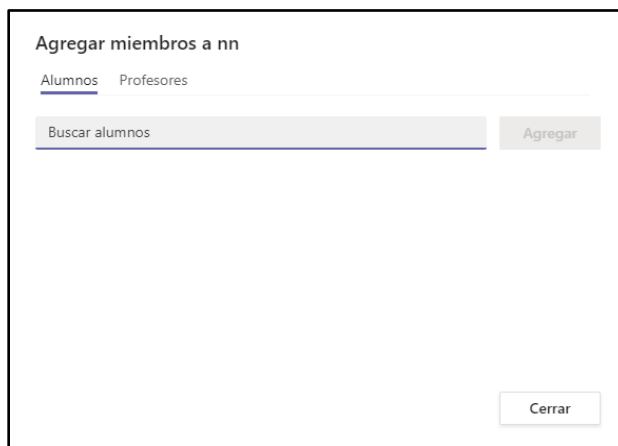 Agregar miembros a nn
Alumnos Profesores
Buscar alumnos Agregar
Cerrar